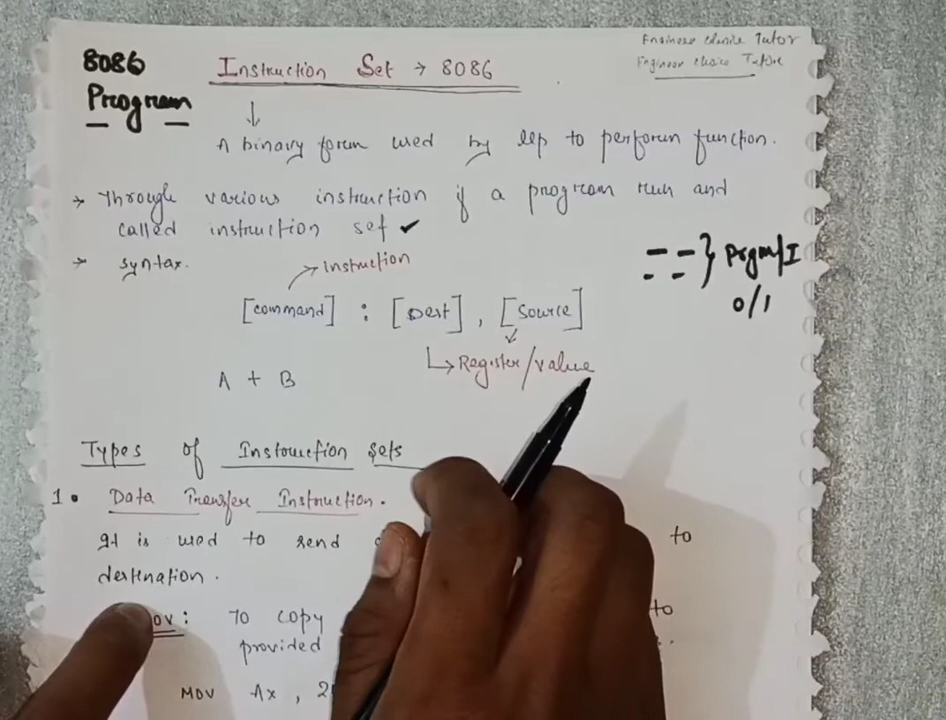 Engineer choice Tutor
Engineer choice Tutor
8086
Program
Instruction Set → 8086
A binary form used by up to perform function.
→ Through various instruction if a program run and
called instruction set ✓
→ syntax.
→ Instruction
[command] : [Dest] , [Source]
→ Register/value
Prgm/I
0/1
A + B
Types of Instruction Sets
1. Data Transfer Instruction.
It is used to send to
destination.
: To copy to
provided
MOV Ax , 2